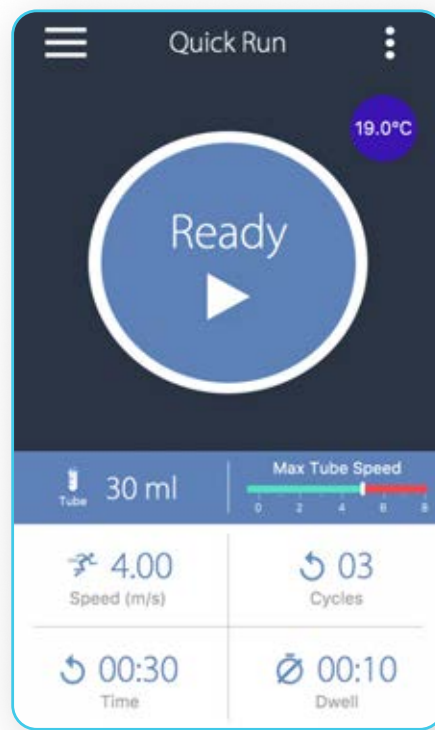 Quick Run
19.0°C
Ready
Tube 30 ml
Max Tube Speed
0 2 4 6 8
4.00
Speed (m/s)
03
Cycles
00:30
Time
00:10
Dwell